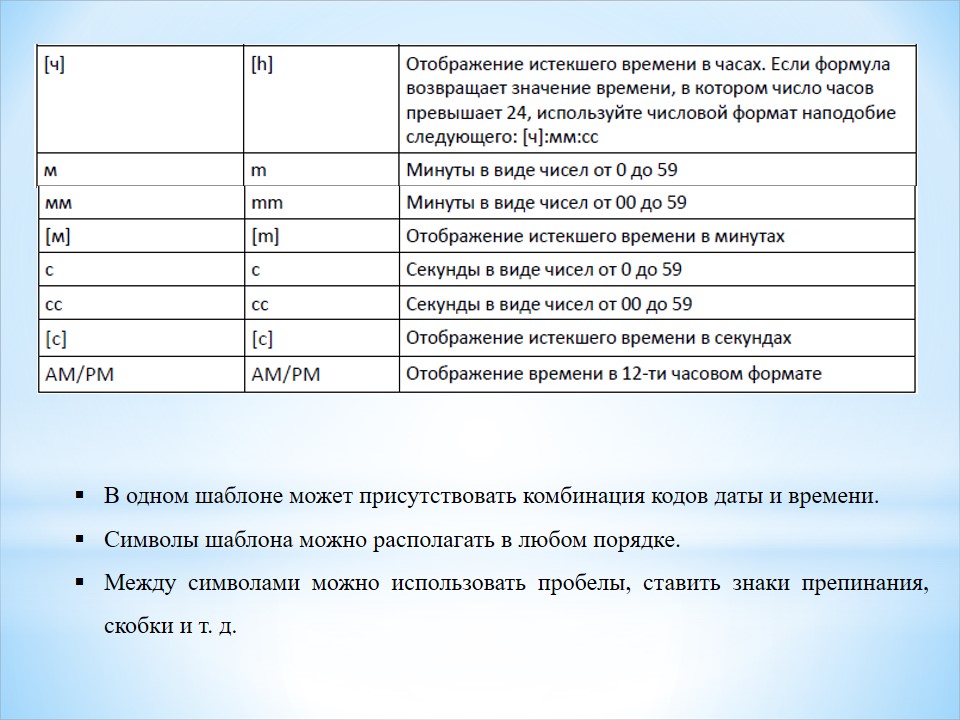 [ч] [h] Отображение истекшего времени в часах. Если формула
возвращает значение времени, в котором число часов
превышает 24, используйте числовой формат наподобие
следующего: [ч]:мм:сс
м m Минуты в виде чисел от 0 до 59
мм mm Минуты в виде чисел от 00 до 59
[м] [m] Отображение истекшего времени в минутах
с с Секунды в виде чисел от 0 до 59
сс сс Секунды в виде чисел от 00 до 59
[с] [с] Отображение истекшего времени в секундах
AM/PM AM/PM Отображение времени в 12-ти часовом формате
▪ В одном шаблоне может присутствовать комбинация кодов даты и времени.
▪ Символы шаблона можно располагать в любом порядке.
▪ Между символами можно использовать пробелы, ставить знаки препинания,
скобки и т. д.